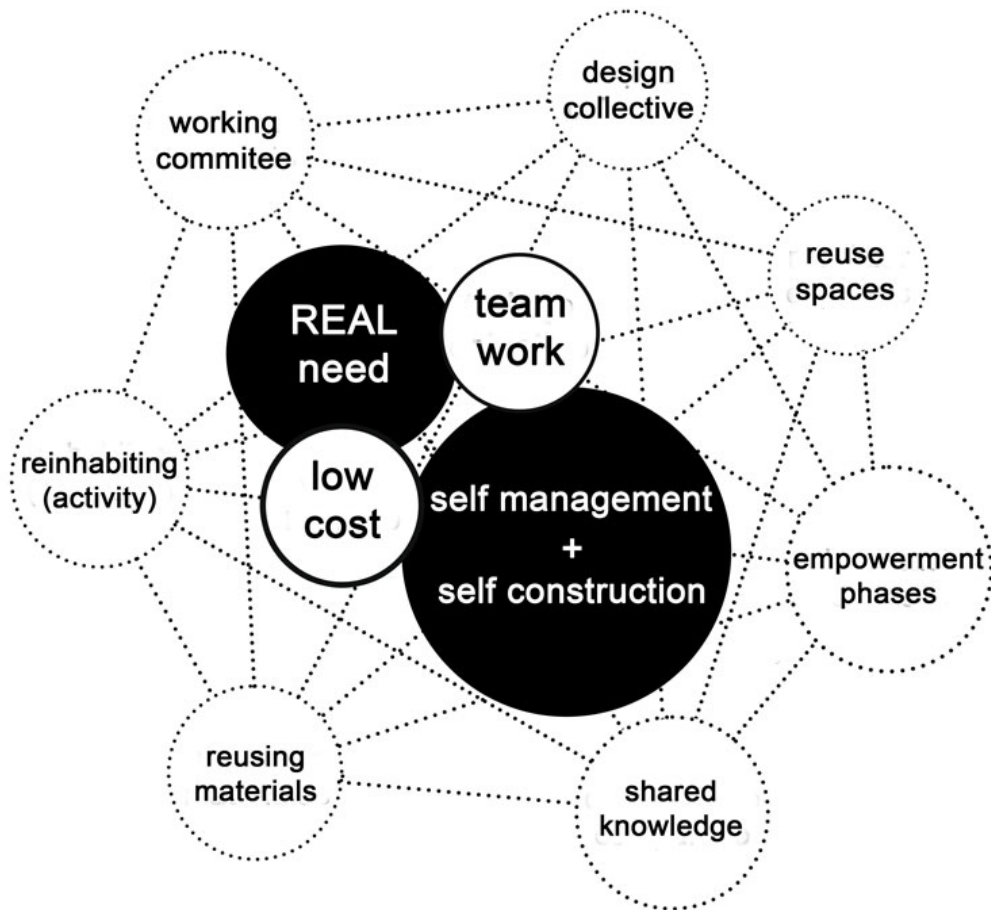 design
collective
working
commitee
reuse
spaces
REAL
need
team
work
reinhabiting
(activity)
low
cost
self management
+
self construction
empowerment
phases
reusing
materials
shared
knowledge